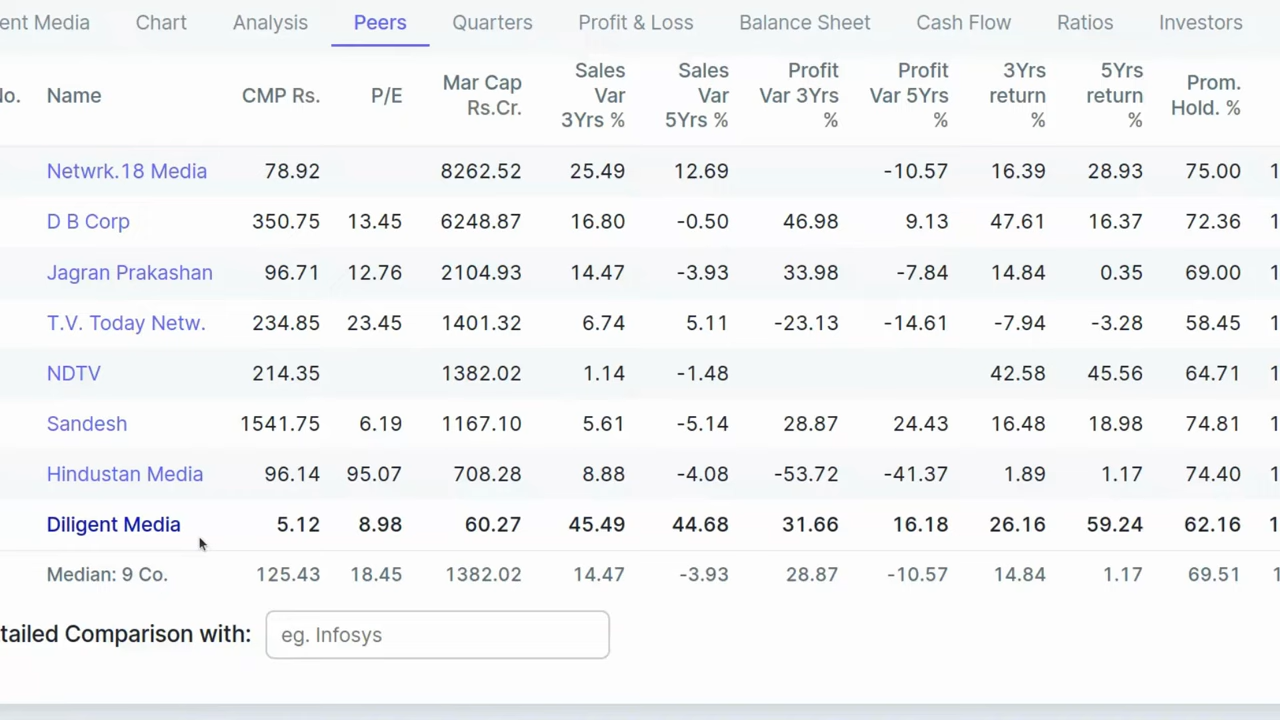 ent Media Chart Analysis Peers Quarters Profit & Loss Balance Sheet Cash Flow Ratios Investors
No. Name CMP Rs. P/E Mar Cap Rs.Cr. Sales Var 3Yrs % Sales Var 5Yrs % Profit Var 3Yrs % Profit Var 5Yrs % 3Yrs return % 5Yrs return % Prom. Hold. %
Netwrk.18 Media 78.92 8262.52 25.49 12.69 -10.57 16.39 28.93 75.00 1
D B Corp 350.75 13.45 6248.87 16.80 -0.50 46.98 9.13 47.61 16.37 72.36 1
Jagran Prakashan 96.71 12.76 2104.93 14.47 -3.93 33.98 -7.84 14.84 0.35 69.00 1
T.V. Today Netw. 234.85 23.45 1401.32 6.74 5.11 -23.13 -14.61 -7.94 -3.28 58.45 1
NDTV 214.35 1382.02 1.14 -1.48 42.58 45.56 64.71 1
Sandesh 1541.75 6.19 1167.10 5.61 -5.14 28.87 24.43 16.48 18.98 74.81 1
Hindustan Media 96.14 95.07 708.28 8.88 -4.08 -53.72 -41.37 1.89 1.17 74.40 1
Diligent Media 5.12 8.98 60.27 45.49 44.68 31.66 16.18 26.16 59.24 62.16 1
Median: 9 Co. 125.43 18.45 1382.02 14.47 -3.93 28.87 -10.57 14.84 1.17 69.51 1
tailed Comparison with: eg. Infosys